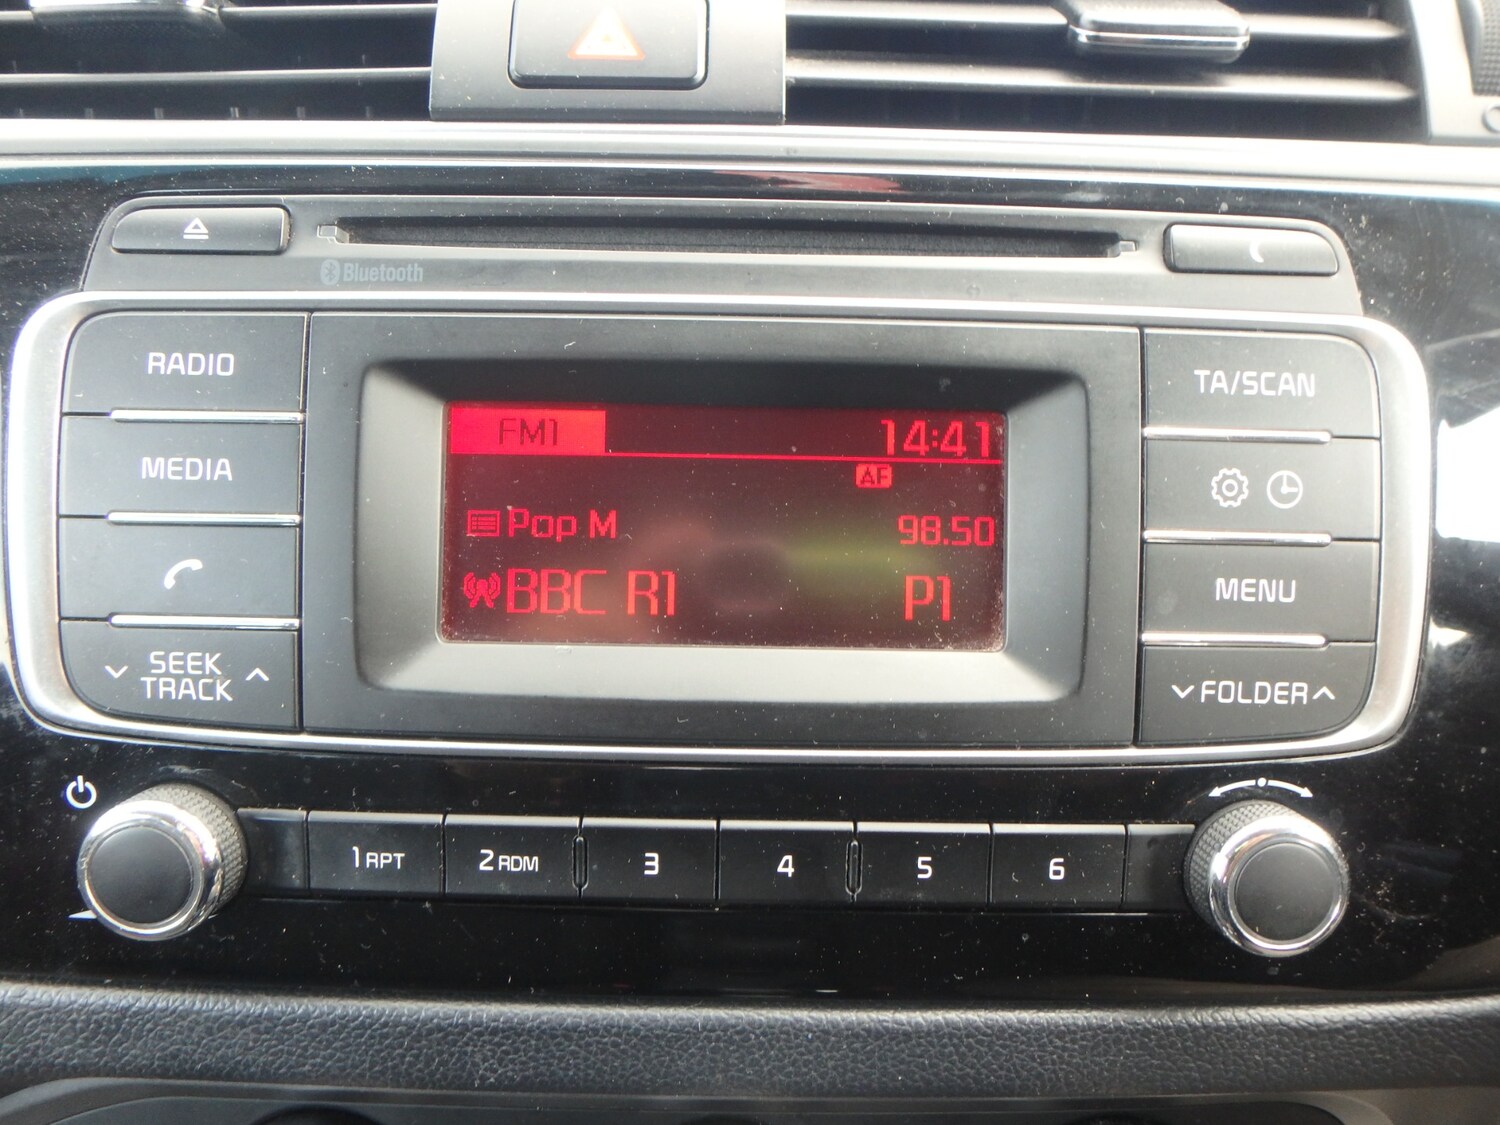 Bluetooth
RADIO
MEDIA
SEEK
TRACK
FM1 14:41
AF
Pop M 98.50
BBC R1 P1
TA/SCAN
MENU
FOLDER
1 RPT 2 RDM 3 4 5 6